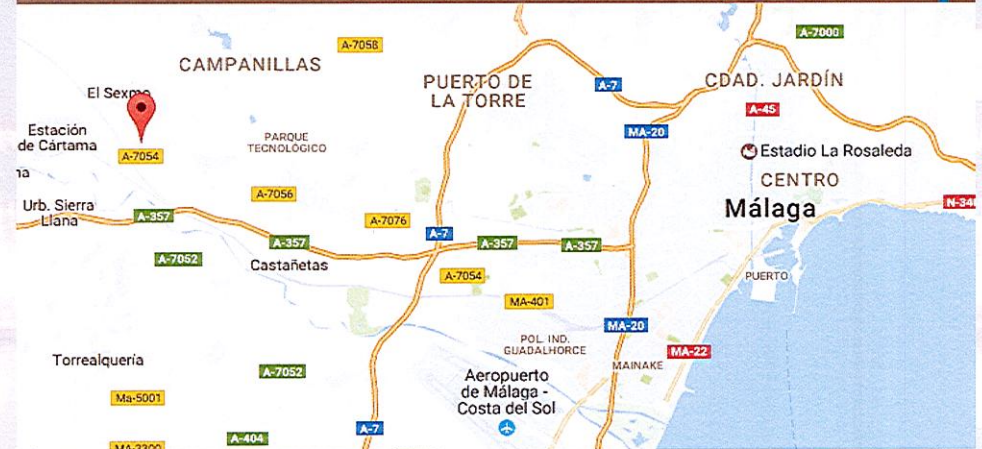 A-7058
A-7000
CAMPANILLAS
PUERTO DE
LA TORRE
A-7
CDAD. JARDÍN
El Sexmo
A-45
Estación
de Cártama
A-7054
PARQUE
TECNOLÓGICO
MA-20
Estadio La Rosaleda
na
A-7056
CENTRO
Urb. Sierra
Llana
A-357
A-7076
Málaga
N-340
A-7
A-357
A-357
A-357
A-7052
Castañetas
A-7054
PUERTO
MA-401
MA-20
POL. IND.
GUADALHORCE
MA-22
MAINAKE
Torrealquería
A-7052
Aeropuerto
de Málaga -
Costa del Sol
Ma-5001
A-7
A-404
MA-3300